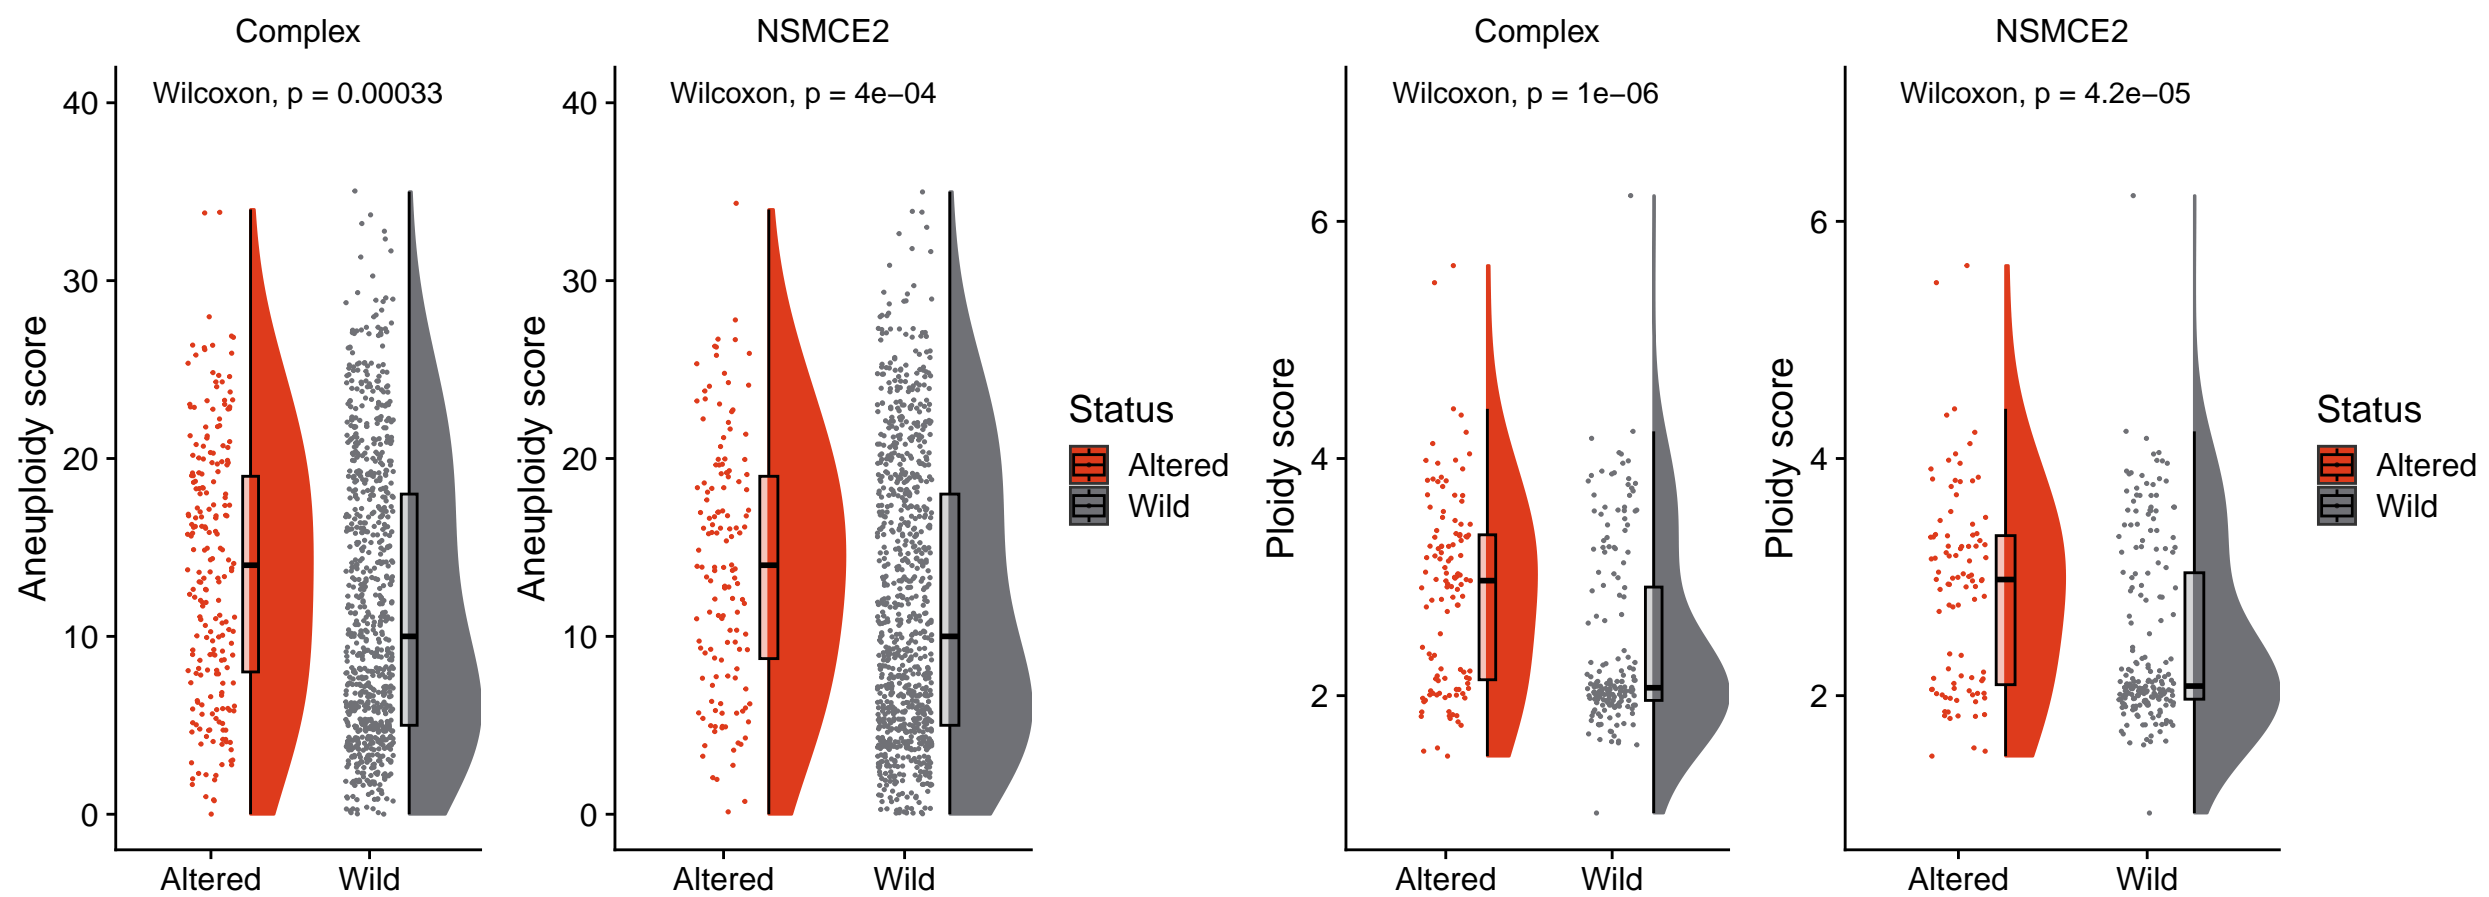 Complex
NSMCE2
Complex
NSMCE2
Wilcoxon, p = 0.00033
Wilcoxon, p = 4e−04
Wilcoxon, p = 1e−06
Wilcoxon, p = 4.2e−05
Aneuploidy score
40
30
20
10
0
Altered
Wild
Aneuploidy score
40
30
20
10
0
Altered
Wild
Status
Altered
Wild
Ploidy score
6
4
2
Altered
Wild
Ploidy score
6
4
2
Altered
Wild
Status
Altered
Wild